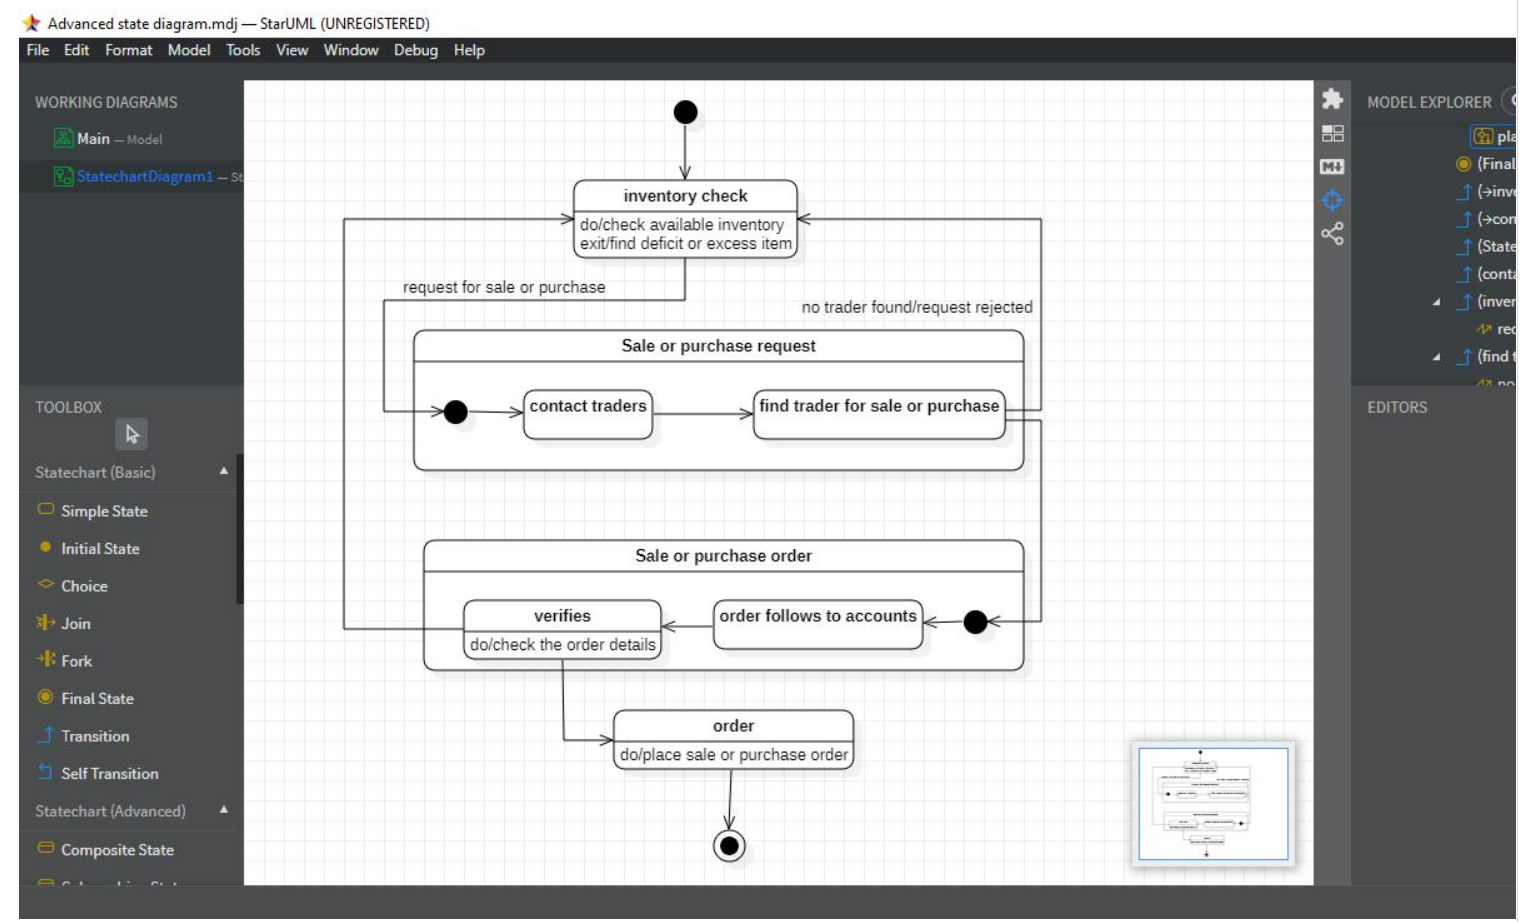 Advanced state diagram.mdj — StarUML (UNREGISTERED)
File Edit Format Model Tools View Window Debug Help
WORKING DIAGRAMS
Main — Model
StatechartDiagram1 — St
TOOLBOX
Statechart (Basic)
Simple State
Initial State
Choice
Join
Fork
Final State
Transition
Self Transition
Statechart (Advanced)
Composite State
inventory check
do/check available inventory
exit/find deficit or excess item
request for sale or purchase
no trader found/request rejected
Sale or purchase request
contact traders
find trader for sale or purchase
Sale or purchase order
verifies
do/check the order details
order follows to accounts
order
do/place sale or purchase order
MODEL EXPLORER
pla
(Final
(→inve
(→con
(State
(conta
(inver
rec
(find t
EDITORS